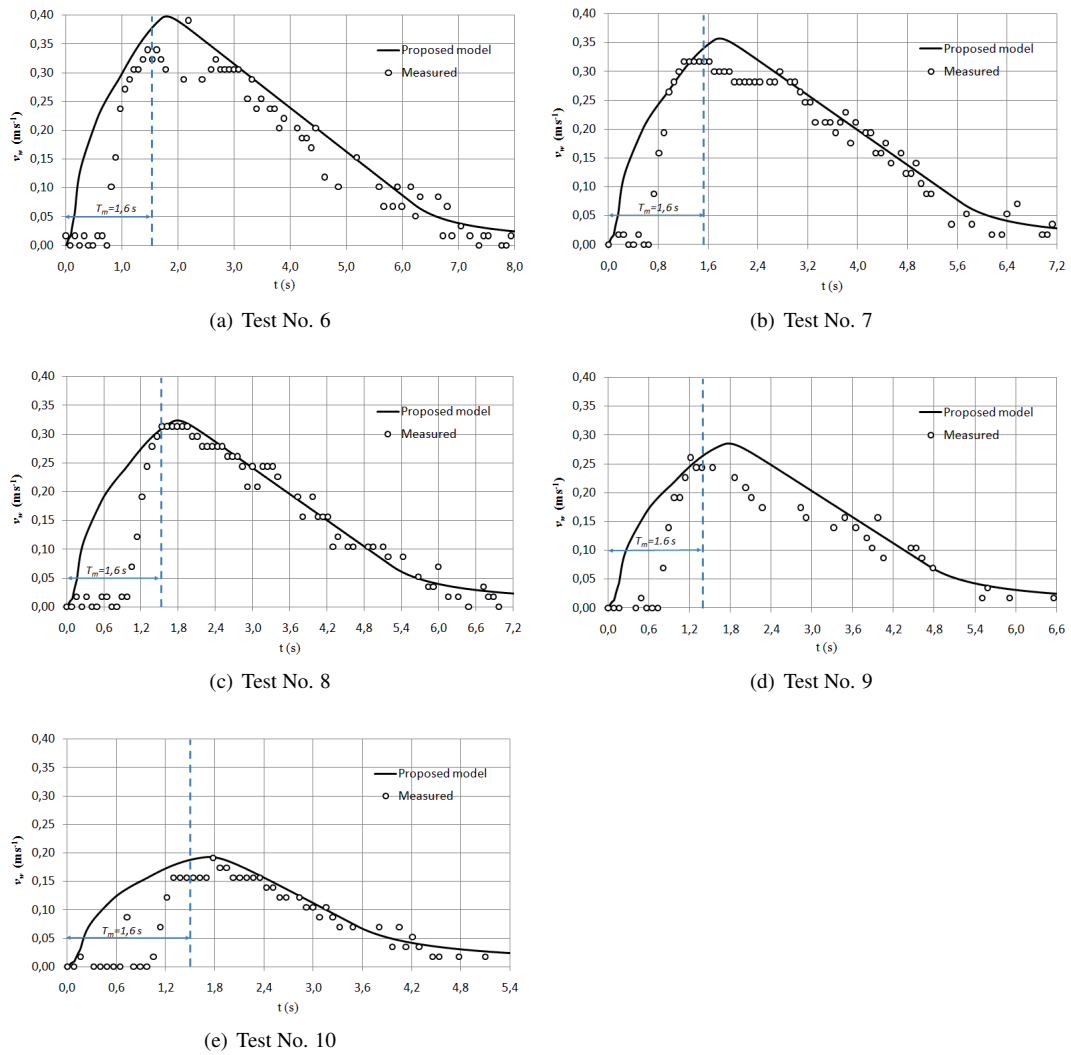 0,40
0,35
0,30
0,25
0,20
0,15
0,10
0,05
0,00
v_w (ms⁻¹)
Proposed model
Measured
T_m=1,6 s
0,0 1,0 2,0 3,0 4,0 5,0 6,0 7,0 8,0
t (s)
(a) Test No. 6
0,40
0,35
0,30
0,25
0,20
0,15
0,10
0,05
0,00
v_w (ms⁻¹)
Proposed model
Measured
T_m=1,6 s
0,0 0,8 1,6 2,4 3,2 4,0 4,8 5,6 6,4 7,2
t (s)
(b) Test No. 7
0,40
0,35
0,30
0,25
0,20
0,15
0,10
0,05
0,00
v_w (ms⁻¹)
Proposed model
Measured
T_m=1,6 s
0,0 0,6 1,2 1,8 2,4 3,0 3,6 4,2 4,8 5,4 6,0 6,6 7,2
t (s)
(c) Test No. 8
0,40
0,35
0,30
0,25
0,20
0,15
0,10
0,05
0,00
v_w (ms⁻¹)
Proposed model
Measured
T_m=1.6 s
0,0 0,6 1,2 1,8 2,4 3,0 3,6 4,2 4,8 5,4 6,0 6,6
t (s)
(d) Test No. 9
0,40
0,35
0,30
0,25
0,20
0,15
0,10
0,05
0,00
v_w (ms⁻¹)
Proposed model
Measured
T_m=1,6 s
0,0 0,6 1,2 1,8 2,4 3,0 3,6 4,2 4,8 5,4
t (s)
(e) Test No. 10